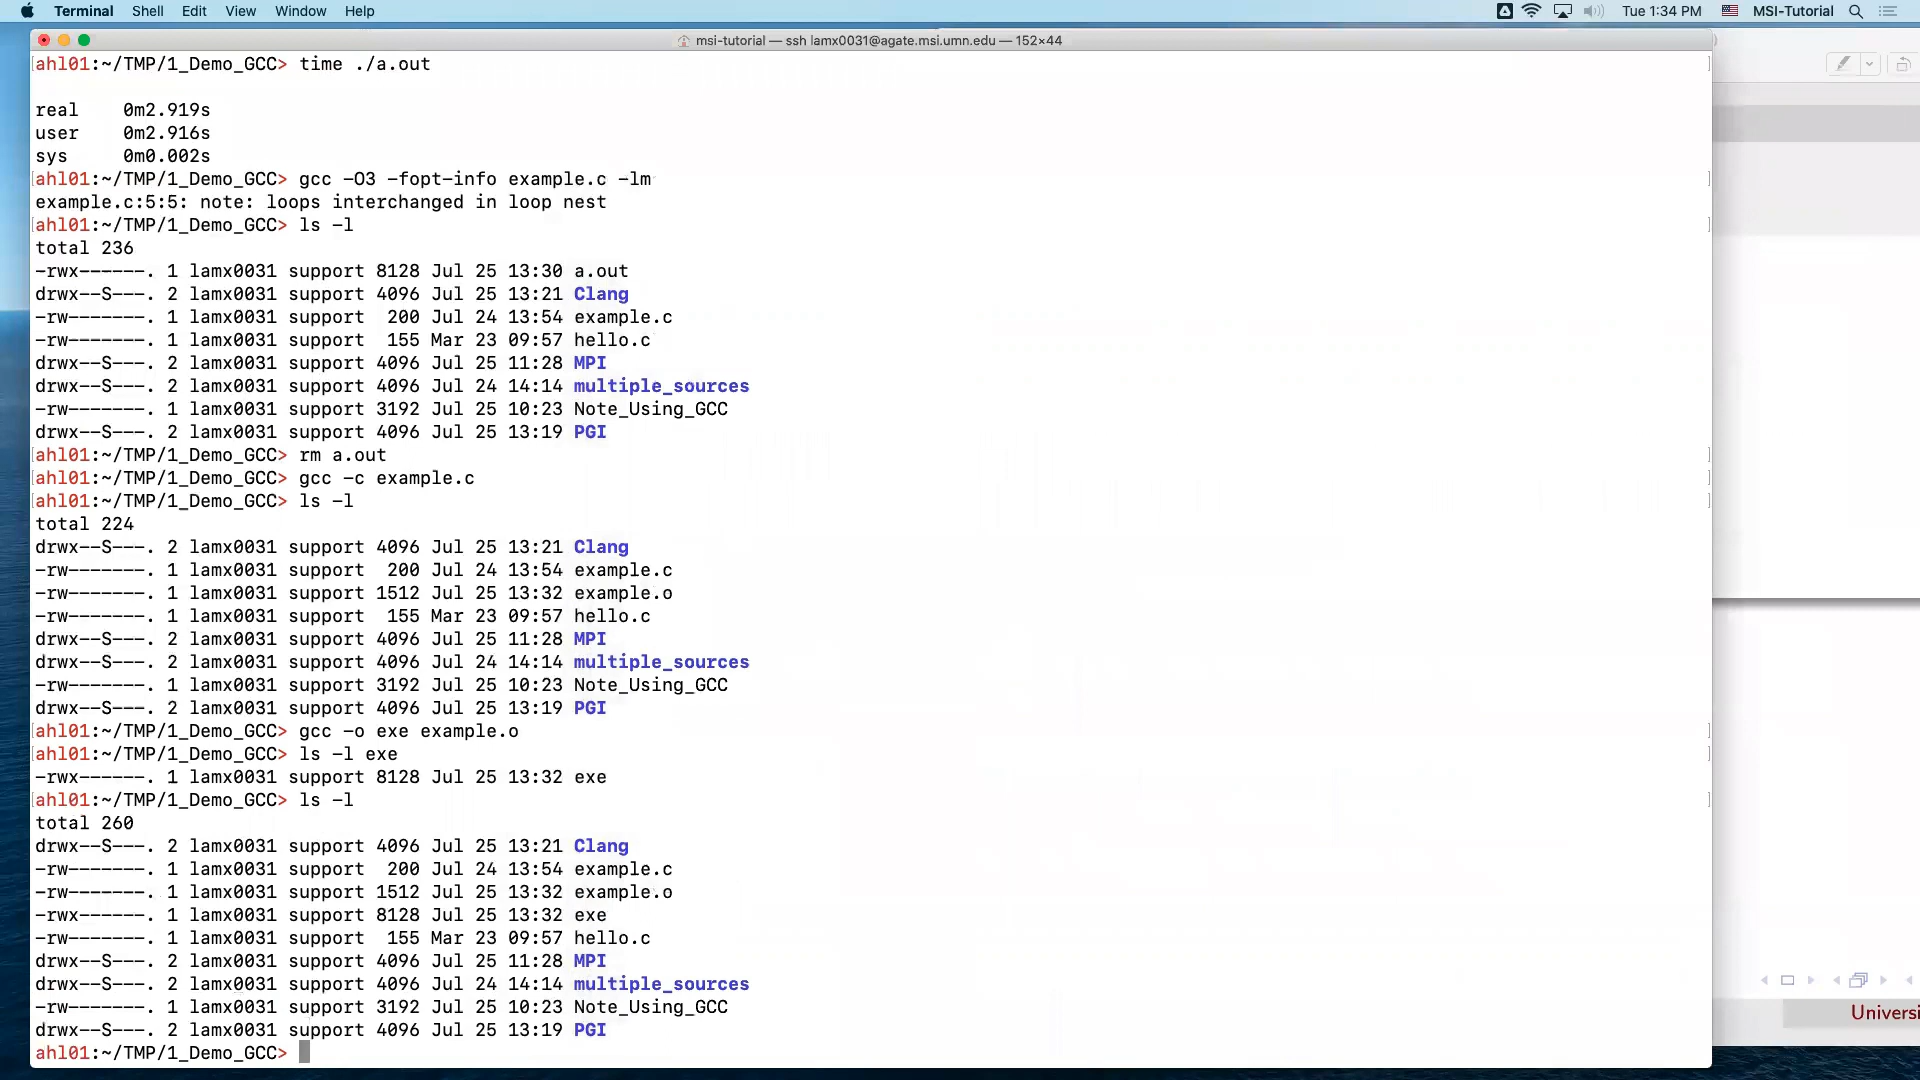 Terminal Shell Edit View Window Help Tue 1:34 PM MSI-Tutorial
msi-tutorial — ssh lamx0031@agate.msi.umn.edu — 152×44
ahl01:~/TMP/1_Demo_GCC> time ./a.out
real 0m2.919s
user 0m2.916s
sys 0m0.002s
ahl01:~/TMP/1_Demo_GCC> gcc -O3 -fopt-info example.c -lm
example.c:5:5: note: loops interchanged in loop nest
ahl01:~/TMP/1_Demo_GCC> ls -l
total 236
-rwx------. 1 lamx0031 support 8128 Jul 25 13:30 a.out
drwx--S---. 2 lamx0031 support 4096 Jul 25 13:21 Clang
-rw-------. 1 lamx0031 support 200 Jul 24 13:54 example.c
-rw-------. 1 lamx0031 support 155 Mar 23 09:57 hello.c
drwx--S---. 2 lamx0031 support 4096 Jul 25 11:28 MPI
drwx--S---. 2 lamx0031 support 4096 Jul 24 14:14 multiple_sources
-rw-------. 1 lamx0031 support 3192 Jul 25 10:23 Note_Using_GCC
drwx--S---. 2 lamx0031 support 4096 Jul 25 13:19 PGI
ahl01:~/TMP/1_Demo_GCC> rm a.out
ahl01:~/TMP/1_Demo_GCC> gcc -c example.c
ahl01:~/TMP/1_Demo_GCC> ls -l
total 224
drwx--S---. 2 lamx0031 support 4096 Jul 25 13:21 Clang
-rw-------. 1 lamx0031 support 200 Jul 24 13:54 example.c
-rw-------. 1 lamx0031 support 1512 Jul 25 13:32 example.o
-rw-------. 1 lamx0031 support 155 Mar 23 09:57 hello.c
drwx--S---. 2 lamx0031 support 4096 Jul 25 11:28 MPI
drwx--S---. 2 lamx0031 support 4096 Jul 24 14:14 multiple_sources
-rw-------. 1 lamx0031 support 3192 Jul 25 10:23 Note_Using_GCC
drwx--S---. 2 lamx0031 support 4096 Jul 25 13:19 PGI
ahl01:~/TMP/1_Demo_GCC> gcc -o exe example.o
ahl01:~/TMP/1_Demo_GCC> ls -l exe
-rwx------. 1 lamx0031 support 8128 Jul 25 13:32 exe
ahl01:~/TMP/1_Demo_GCC> ls -l
total 260
drwx--S---. 2 lamx0031 support 4096 Jul 25 13:21 Clang
-rw-------. 1 lamx0031 support 200 Jul 24 13:54 example.c
-rw-------. 1 lamx0031 support 1512 Jul 25 13:32 example.o
-rwx------. 1 lamx0031 support 8128 Jul 25 13:32 exe
-rw-------. 1 lamx0031 support 155 Mar 23 09:57 hello.c
drwx--S---. 2 lamx0031 support 4096 Jul 25 11:28 MPI
drwx--S---. 2 lamx0031 support 4096 Jul 24 14:14 multiple_sources
-rw-------. 1 lamx0031 support 3192 Jul 25 10:23 Note_Using_GCC
drwx--S---. 2 lamx0031 support 4096 Jul 25 13:19 PGI
ahl01:~/TMP/1_Demo_GCC>
Universi